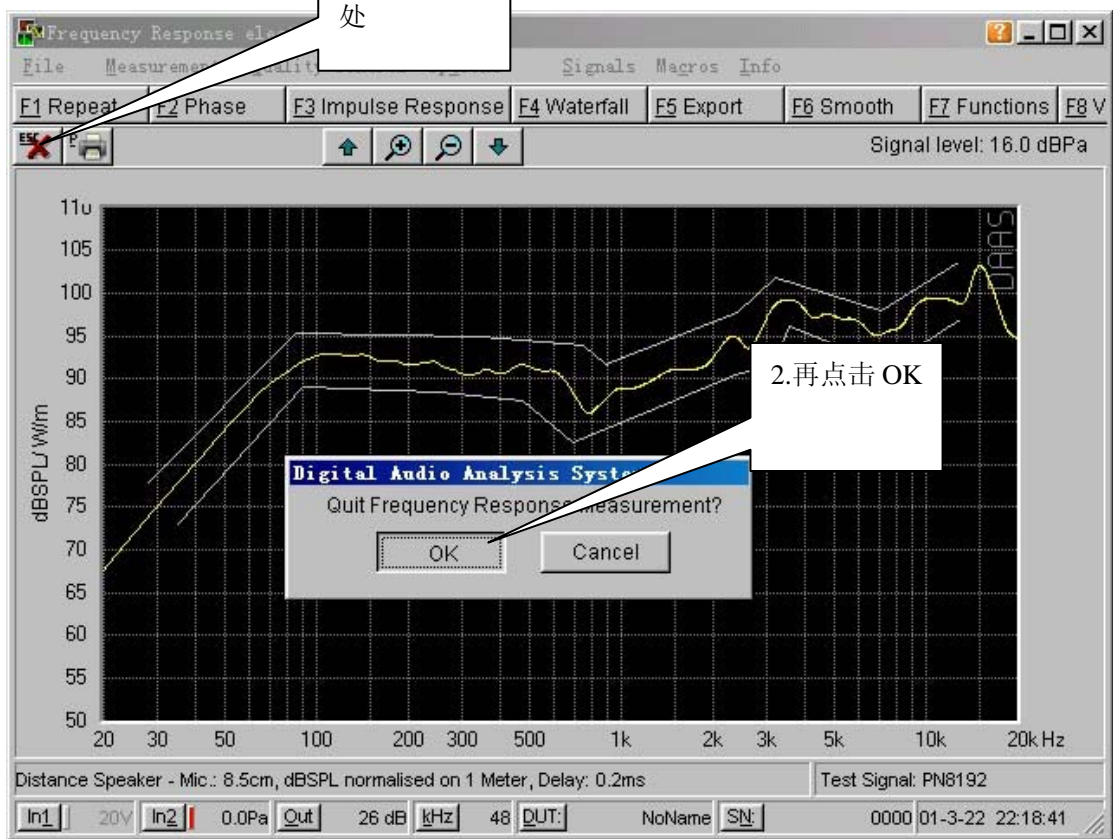 处
Frequency Response
File Measurement Signals Macros Info
F1 Repeat F2 Phase F3 Impulse Response F4 Waterfall F5 Export F6 Smooth F7 Functions F8 V
ESC P Signal level: 16.0 dBPa
110
105
100
95
90
85
80
75
70
65
60
55
50
dBSPL/W/m
DAAS
2.再点击 OK
Digital Audio Analysis System
Quit Frequency Response measurement?
OK Cancel
20 30 50 100 200 300 500 1k 2k 3k 5k 10k 20k Hz
Distance Speaker - Mic.: 8.5cm, dBSPL normalised on 1 Meter, Delay: 0.2ms Test Signal: PN8192
In1 20V In2 0.0Pa Out 26 dB kHz 48 DUT: NoName SN: 0000 01-3-22 22:18:41